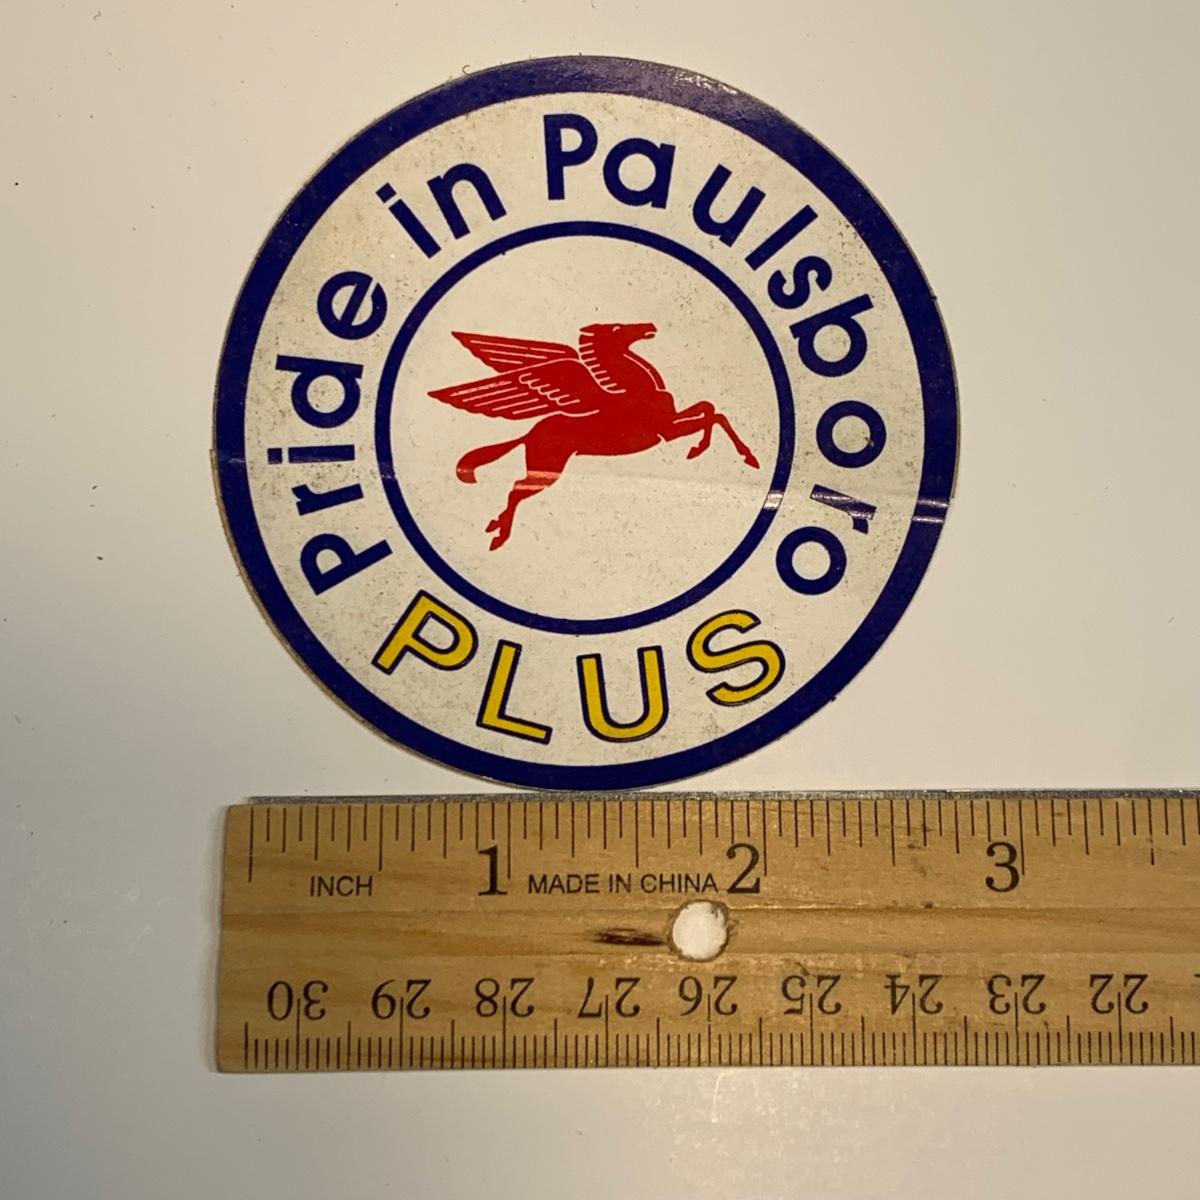 Pride in Paulsboro
PLUS
1 2 3
INCH MADE IN CHINA
30 29 28 27 26 25 24 23 22